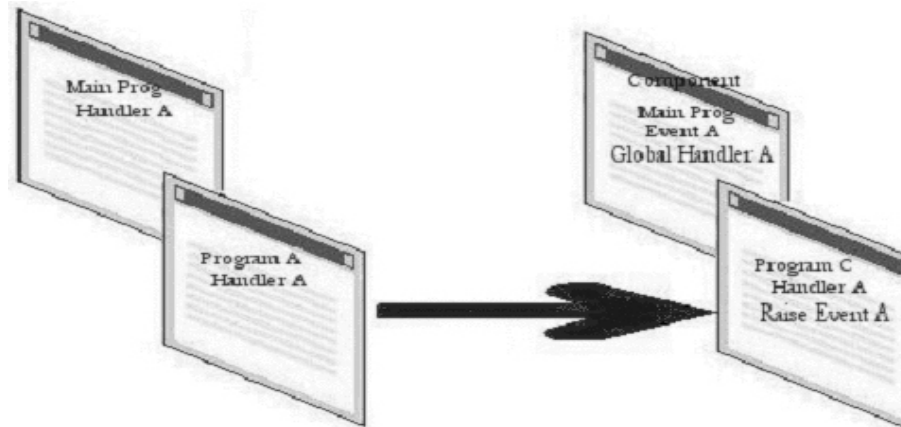 Main Prog
Handler A
Program A
Handler A
Component
Main Prog
Event A
Global Handler A
Program C
Handler A
Raise Event A